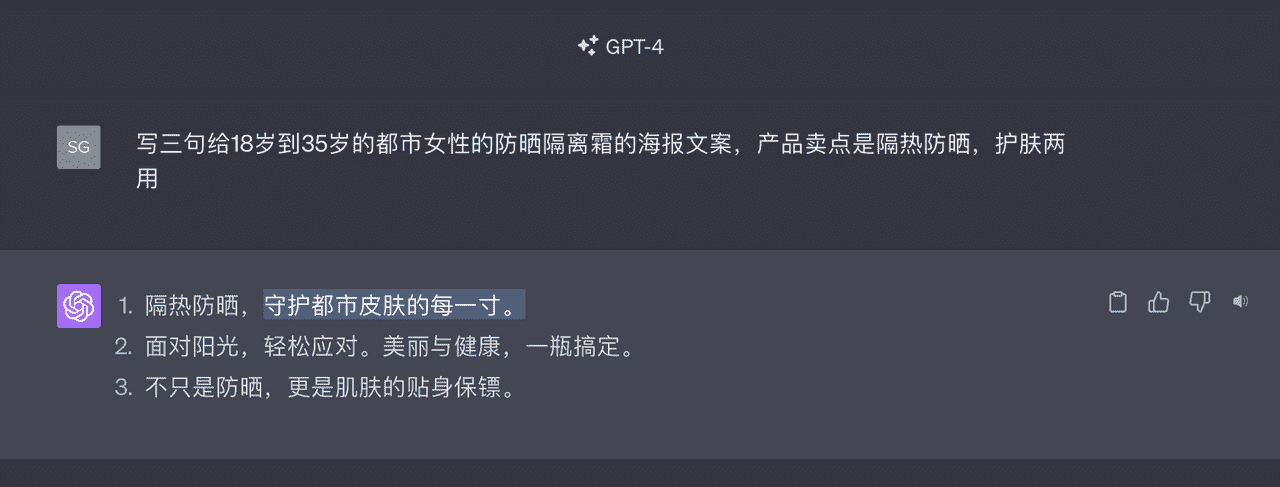 GPT-4
SG
写三句给18岁到35岁的都市女性的防晒隔离霜的海报文案，产品卖点是隔热防晒，护肤两
用
1. 隔热防晒，守护都市皮肤的每一寸。
2. 面对阳光，轻松应对。美丽与健康，一瓶搞定。
3. 不只是防晒，更是肌肤的贴身保镖。